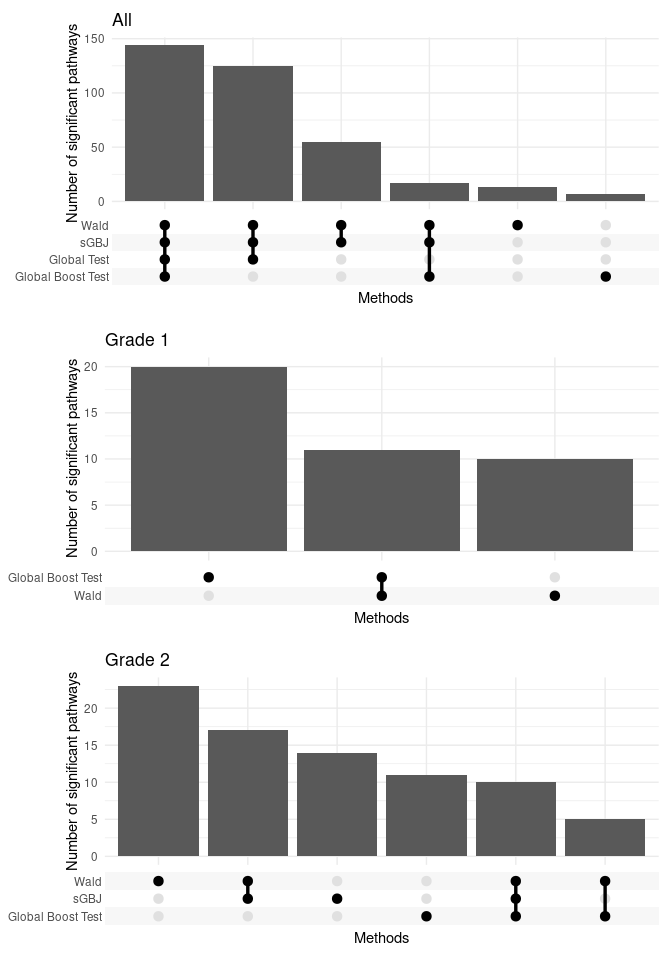 All
Number of significant pathways
150
100
50
0
Wald
sGBJ
Global Test
Global Boost Test
Methods
Grade 1
Number of significant pathways
20
15
10
5
0
Global Boost Test
Wald
Methods
Grade 2
Number of significant pathways
20
15
10
5
0
Wald
sGBJ
Global Boost Test
Methods